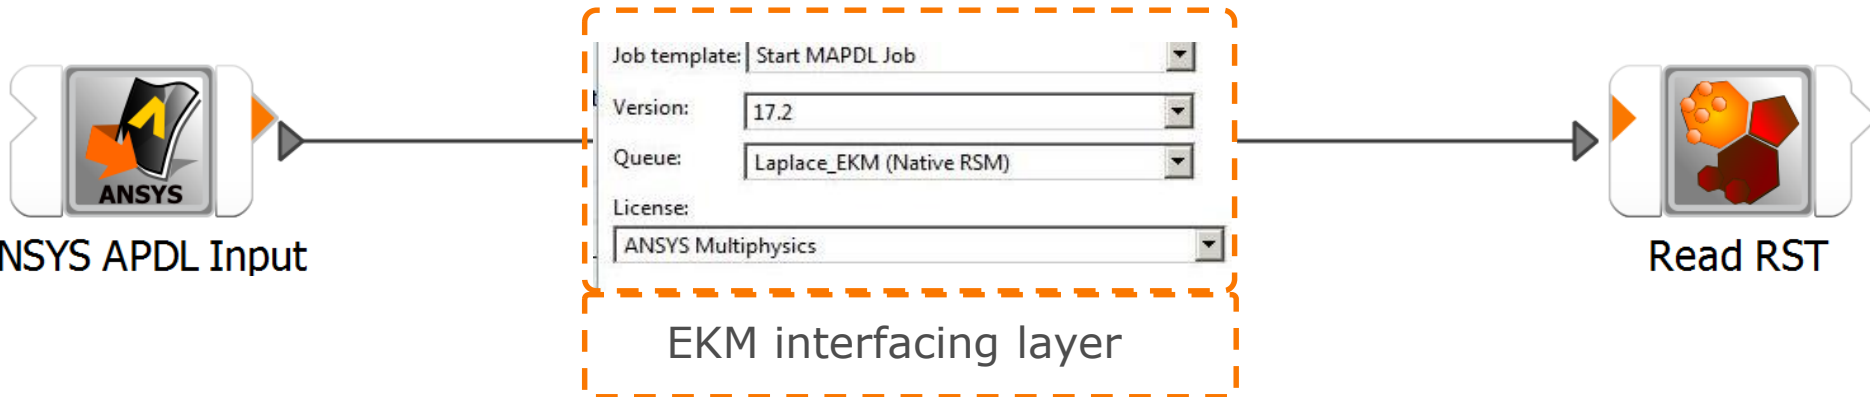 Job template: Start MAPDL Job
Version: 17.2
Queue: Laplace_EKM (Native RSM)
License:
ANSYS Multiphysics
ANSYS
NSYS APDL Input
Read RST
EKM interfacing layer